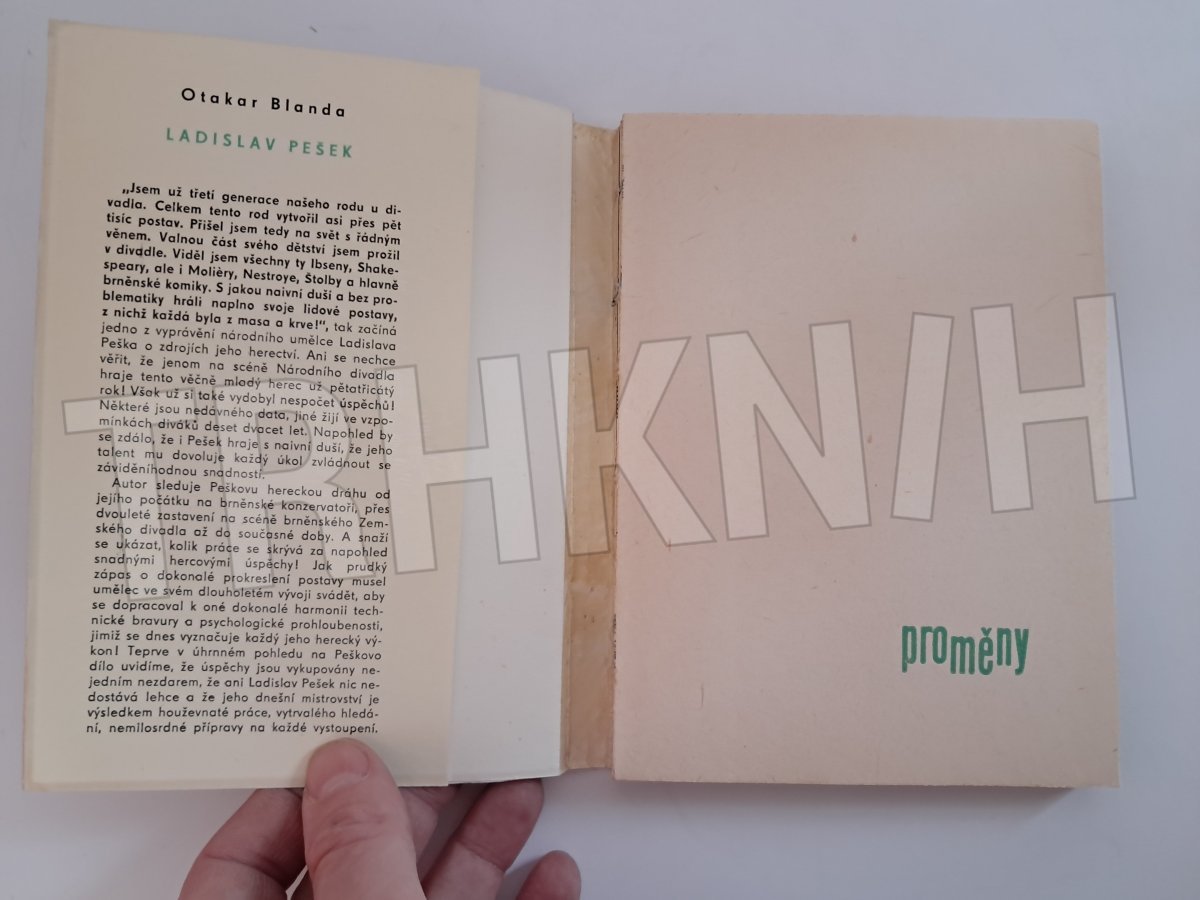 Otakar Blanda
LADISLAV PEŠEK
„Jsem už třetí generace našeho rodu u di-
vadla. Celkem tento rod vytvořil asi přes pět
tisíc postav. Přišel jsem tedy na svět s řádným
věnem. Valnou část svého dětství jsem prožil
v divadle. Viděl jsem všechny ty Ibseny, Shake-
speary, ale i Moliéry, Nestroye, Štolby a hlavně
brněnské komiky. S jakou naivní duší a bez pro-
blematiky hráli naplno svoje lidové postavy,
z nichž každá byla z masa a krve!“, tak začíná
jedno z vyprávění národního umělce Ladislava
Peška o zdrojích jeho herectví. Ani se nechce
věřit, že jenom na scéně Národního divadla
hraje tento věčně mladý herec už pětatřicátý
rok! Však už si také vydobyl nespočet úspěchů!
Některé jsou nedávného data, jiné žijí ve vzpo-
mínkách diváků deset dvacet let. Napohled by
se zdálo, že i Pešek hraje s naivní duší, že jeho
talent mu dovoluje každý úkol zvládnout se
záviděníhodnou snadností.
Autor sleduje Peškovu hereckou dráhu od
jejího počátku na brněnské konzervatoři, přes
dvouleté zastavení na scéně brněnského Zem-
ského divadla až do současné doby. A snaží
se ukázat, kolik práce se skrývá za napohled
snadnými hercovými úspěchy! Jak prudký
zápas o dokonalé prokreslení postavy musel
umělec ve svém dlouholetém vývoji svádět, aby
se dopracoval k oné dokonalé harmonii tech-
nické bravury a psychologické prohloubenosti,
jimiž se dnes vyznačuje každý jeho herecký vý-
kon! Teprve v úhrnném pohledu na Peškovo
dílo uvidíme, že úspěchy jsou vykupovány ne-
jedním nezdarem, že ani Ladislav Pešek nic ne-
dostává lehce a že jeho dnešní mistrovství je
výsledkem houževnaté práce, vytrvalého hledá-
ní, nemilosrdné přípravy na každé vystoupení.
proměny
TRHKNIH